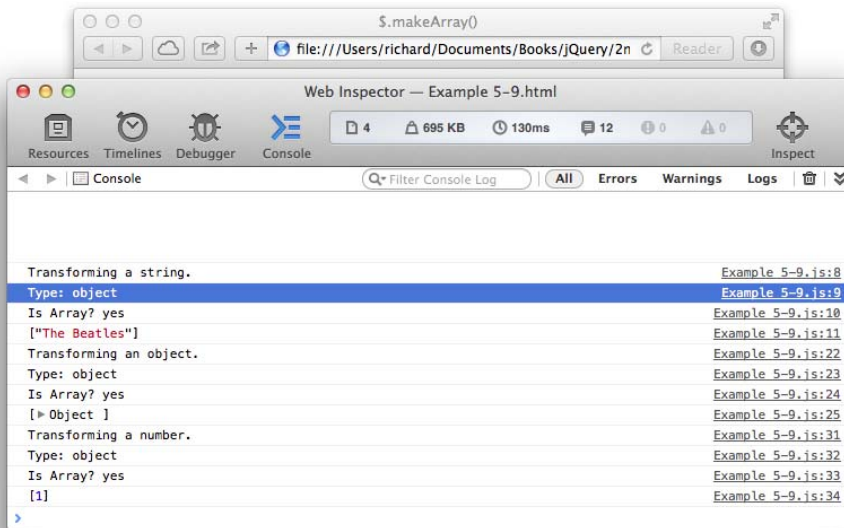 $.makeArray()
file:///Users/richard/Documents/Books/jQuery/2n
Reader
Web Inspector — Example 5-9.html
Resources Timelines Debugger Console
4 695 KB 130ms 12 0 0
Inspect
Console Filter Console Log All Errors Warnings Logs
Transforming a string. Example 5-9.js:8
Type: object Example 5-9.js:9
Is Array? yes Example 5-9.js:10
["The Beatles"] Example 5-9.js:11
Transforming an object. Example 5-9.js:22
Type: object Example 5-9.js:23
Is Array? yes Example 5-9.js:24
[▶Object ] Example 5-9.js:25
Transforming a number. Example 5-9.js:31
Type: object Example 5-9.js:32
Is Array? yes Example 5-9.js:33
[1] Example 5-9.js:34